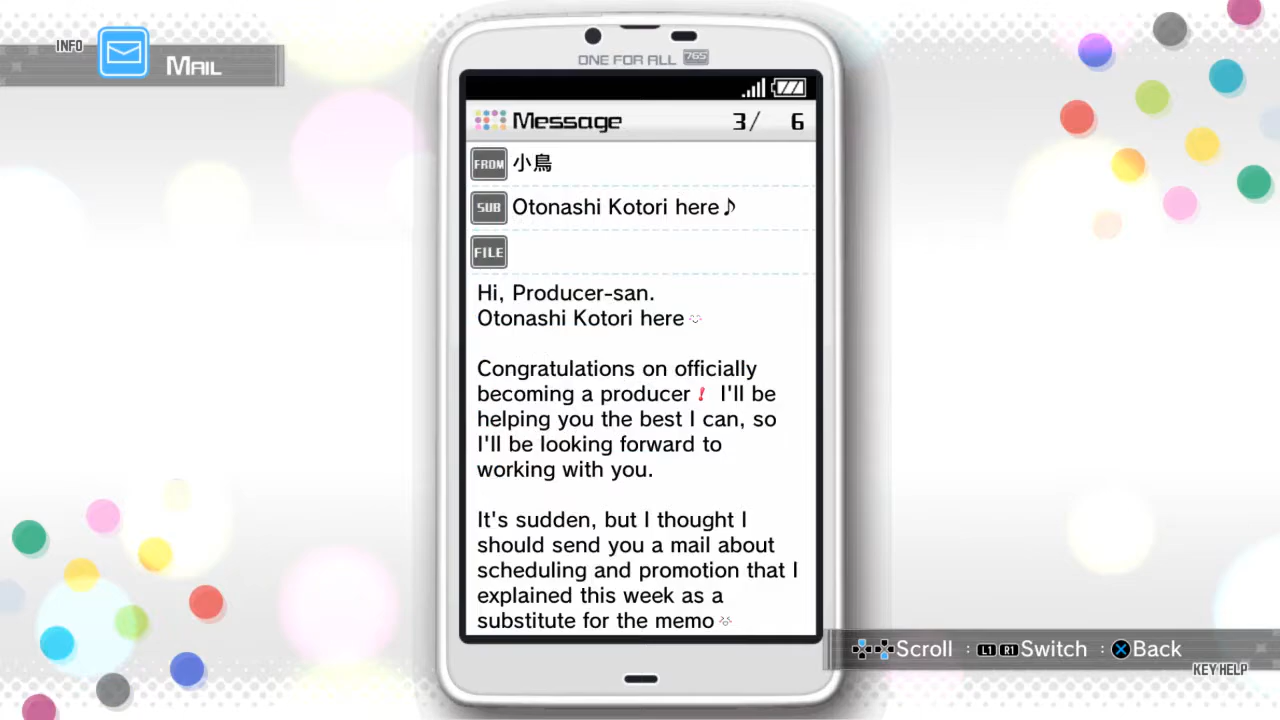 INFO
MAIL
ONE FOR ALL 765
Message 3/ 6
FROM 小鳥
SUB Otonashi Kotori here♪
FILE
Hi, Producer-san.
Otonashi Kotori here
Congratulations on officially
becoming a producer! I'll be
helping you the best I can, so
I'll be looking forward to
working with you.
It's sudden, but I thought I
should send you a mail about
scheduling and promotion that I
explained this week as a
substitute for the memo
Scroll : L1 R1 Switch : Back
KEY HELP